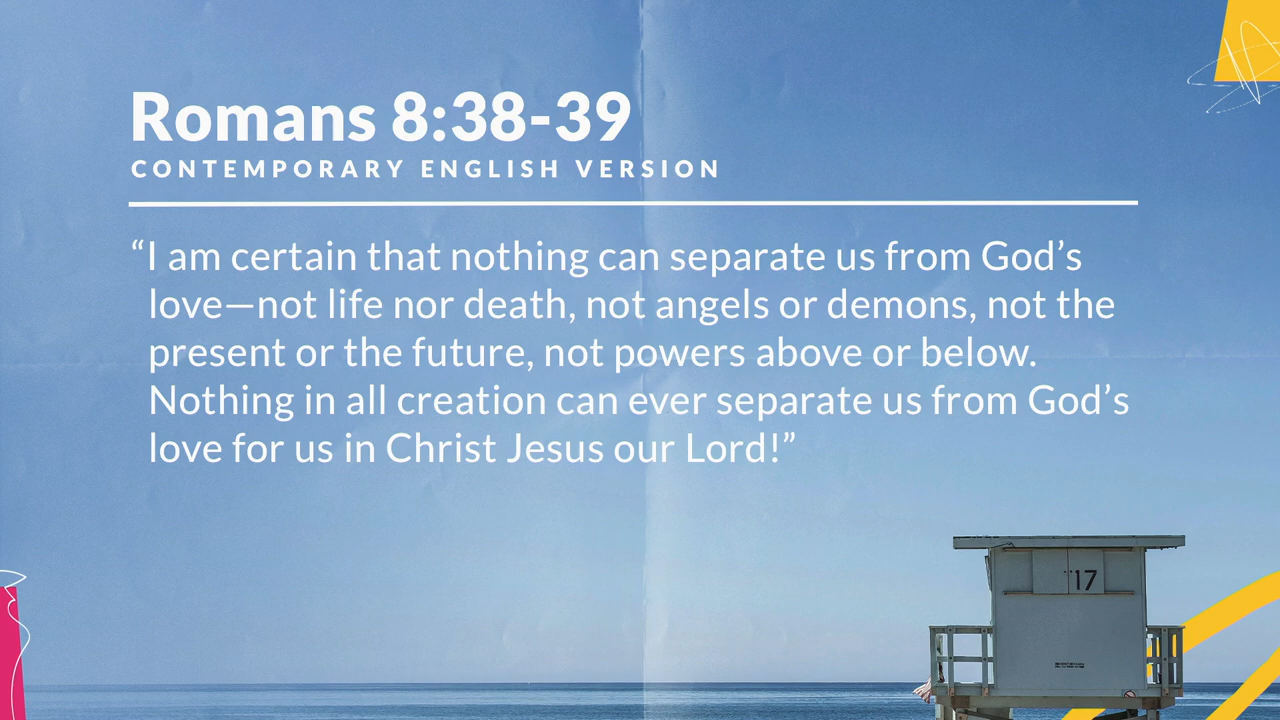 Romans 8:38-39
CONTEMPORARY ENGLISH VERSION
“I am certain that nothing can separate us from God’s
love—not life nor death, not angels or demons, not the
present or the future, not powers above or below.
Nothing in all creation can ever separate us from God’s
love for us in Christ Jesus our Lord!”
17